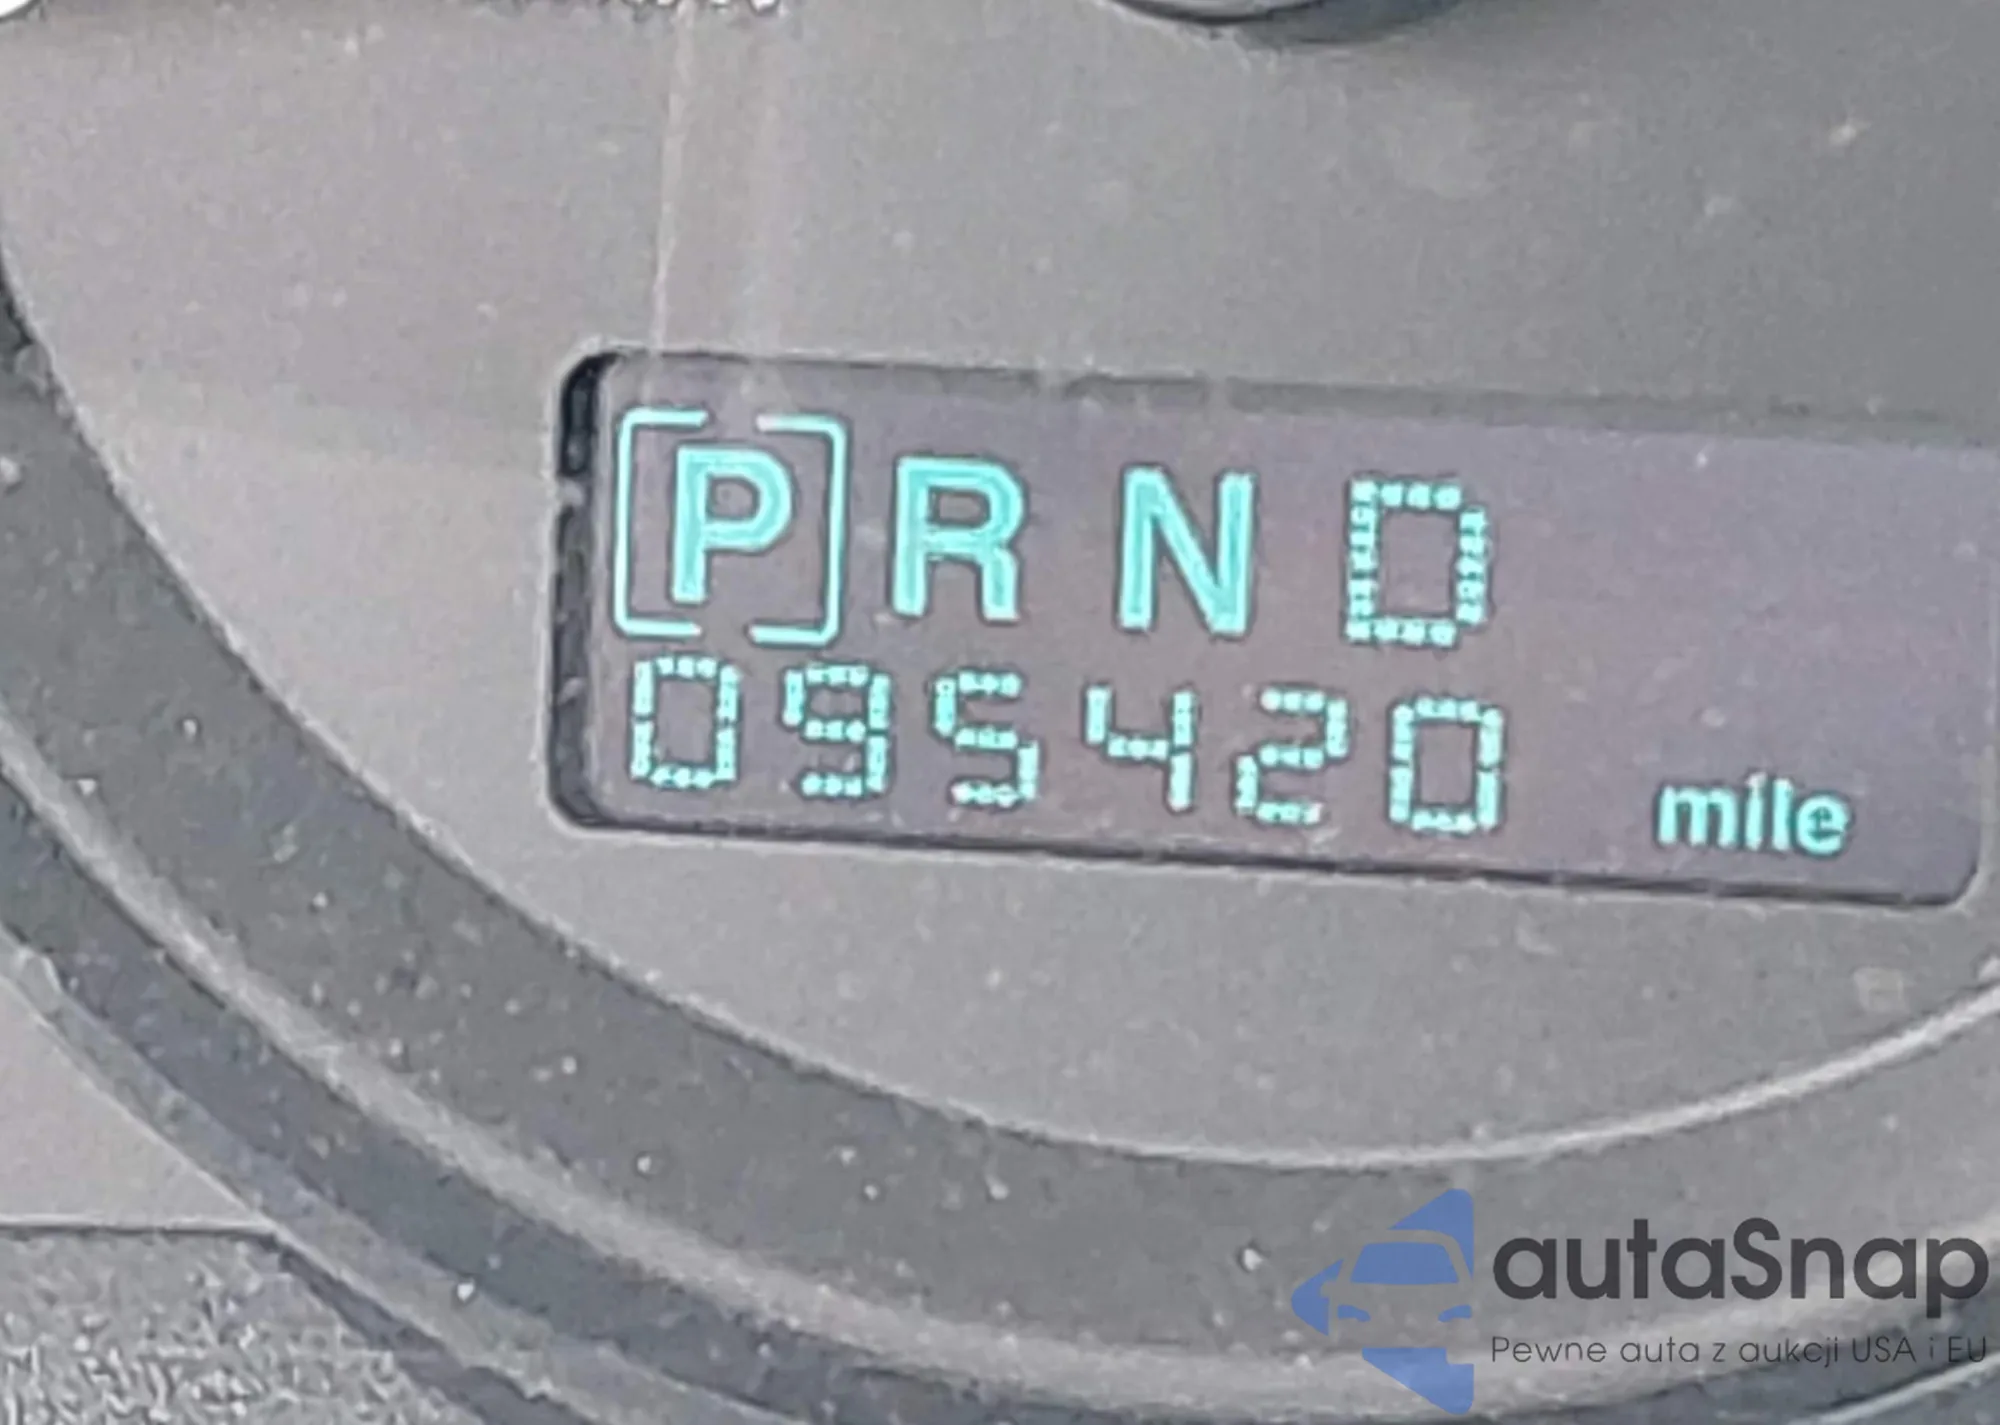 [P] R N D
095420 mile
autaSnap
Pewne auta z aukcji USA i EU